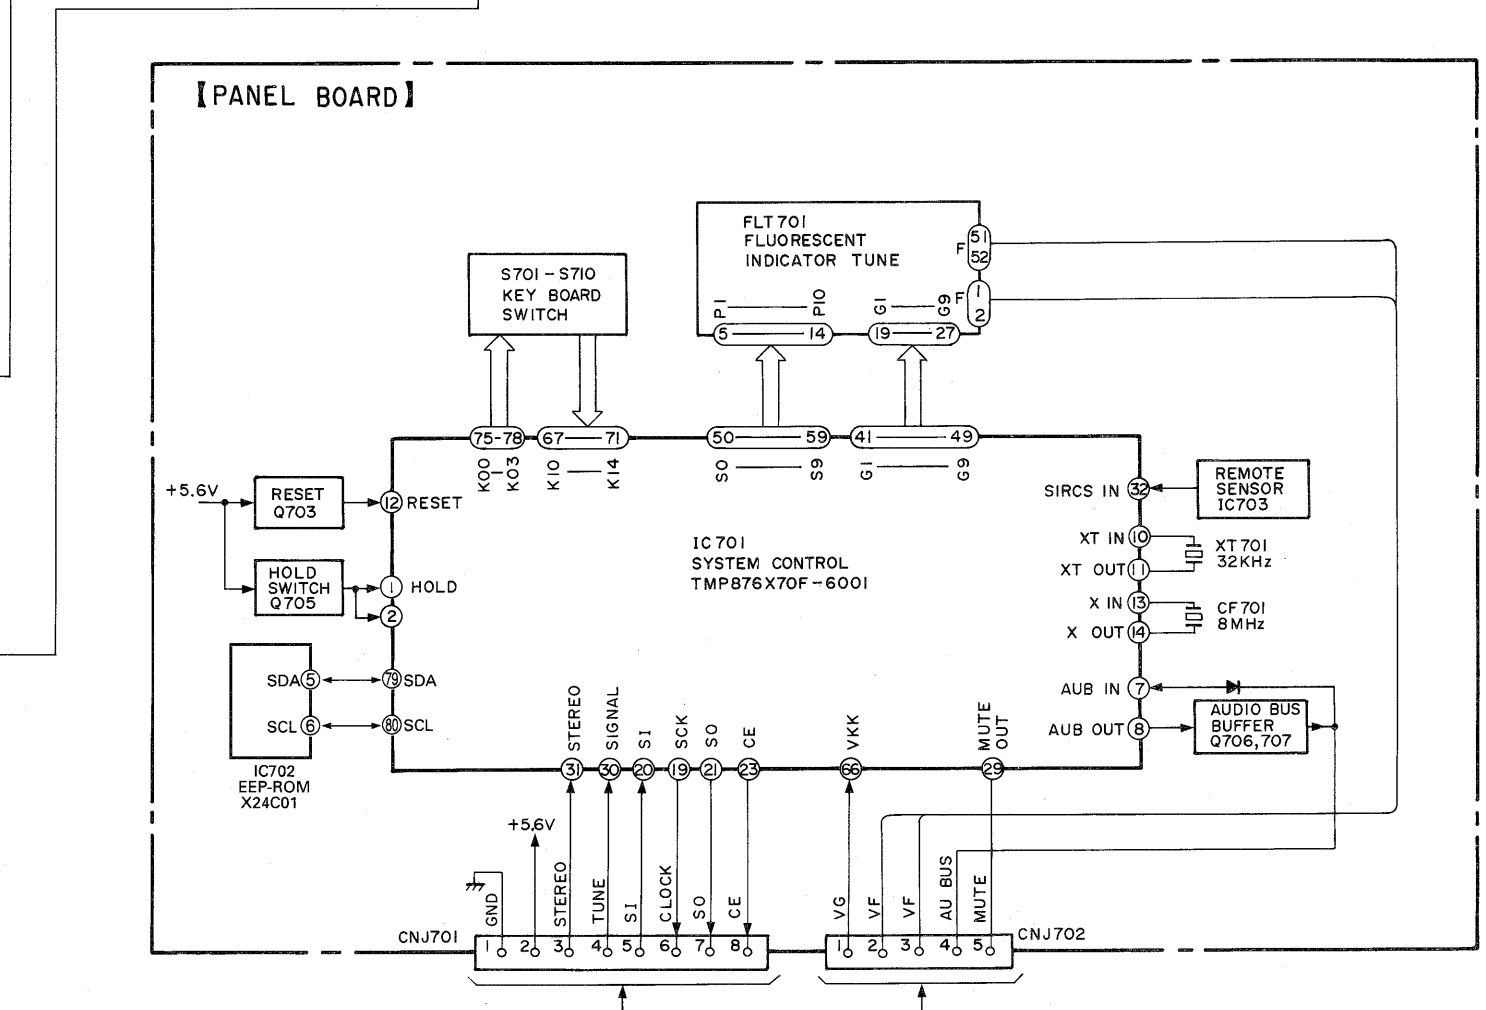 【PANEL BOARD】
FLT701
FLUORESCENT
INDICATOR TUNE
F
51
52
F
1
2
P1
P10
G1
G9
5
14
19
27
S701-S710
KEY BOARD
SWITCH
75-78
67
71
50
59
41
49
K00
K03
K10
K14
S0
S9
G1
G9
+5.6V
RESET
Q703
12
RESET
HOLD
SWITCH
Q705
1
HOLD
2
SDA
5
79
SDA
SCL
6
80
SCL
IC702
EEP-ROM
X24C01
IC701
SYSTEM CONTROL
TMP876X70F-6001
SIRCS IN
32
REMOTE
SENSOR
IC703
XT IN
10
XT OUT
11
XT701
32KHz
X IN
13
X OUT
14
CF701
8MHz
AUB IN
7
AUB OUT
8
AUDIO BUS
BUFFER
Q706,707
STEREO
SIGNAL
SI
SCK
SO
CE
VKK
MUTE
OUT
31
30
20
19
21
23
66
29
+5.6V
GND
STEREO
TUNE
SI
CLOCK
SO
CE
VG
VF
VF
AU BUS
MUTE
CNJ701
1
2
3
4
5
6
7
8
1
2
3
4
5
CNJ702